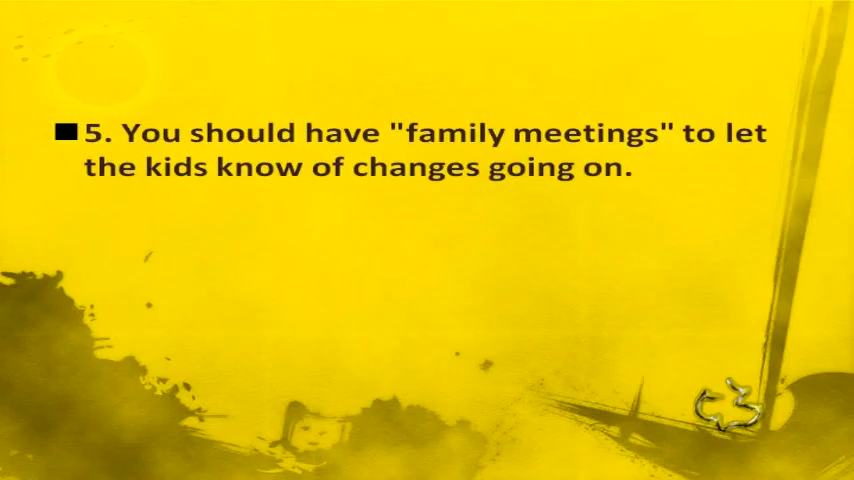 5. You should have "family meetings" to let
the kids know of changes going on.